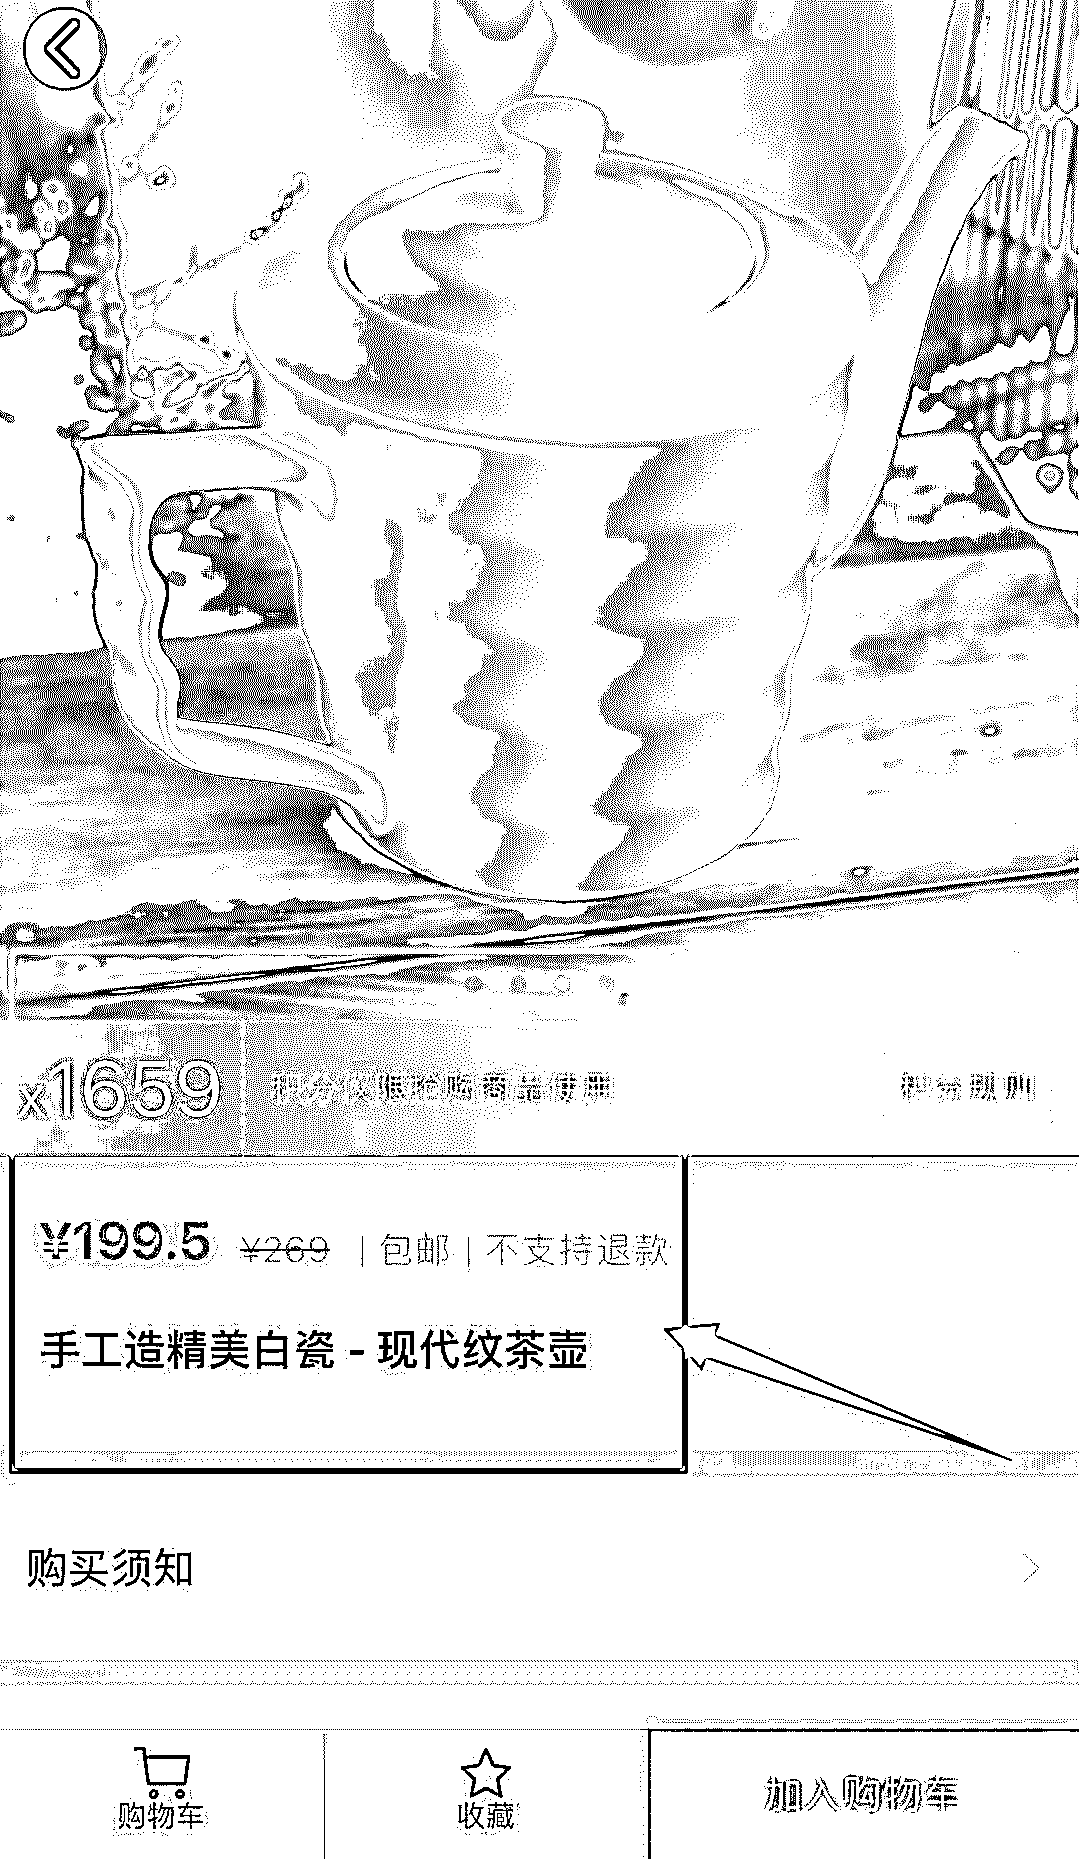 x1659 积分仅限抢购商品使用 积分规则
¥199.5 ¥269 | 包邮 | 不支持退款
手工造精美白瓷 - 现代纹茶壶
购买须知
购物车 收藏 加入购物车